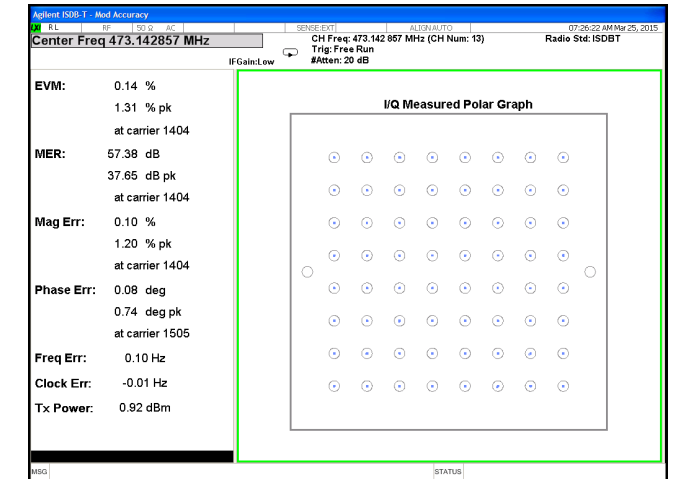 Agilent ISDB-T - Mod Accuracy
LXI RL RF 50 Ω AC SENSE:EXT ALIGN AUTO 07:26:22 AM Mar 25, 2015
Center Freq 473.142857 MHz
CH Freq: 473.142 857 MHz (CH Num: 13)
Radio Std: ISDBT
Trig: Free Run
IFGain:Low #Atten: 20 dB
EVM: 0.14 %
1.31 % pk
at carrier 1404
MER: 57.38 dB
37.65 dB pk
at carrier 1404
Mag Err: 0.10 %
1.20 % pk
at carrier 1404
Phase Err: 0.08 deg
0.74 deg pk
at carrier 1505
Freq Err: 0.10 Hz
Clock Err: -0.01 Hz
Tx Power: 0.92 dBm
I/Q Measured Polar Graph
MSG STATUS